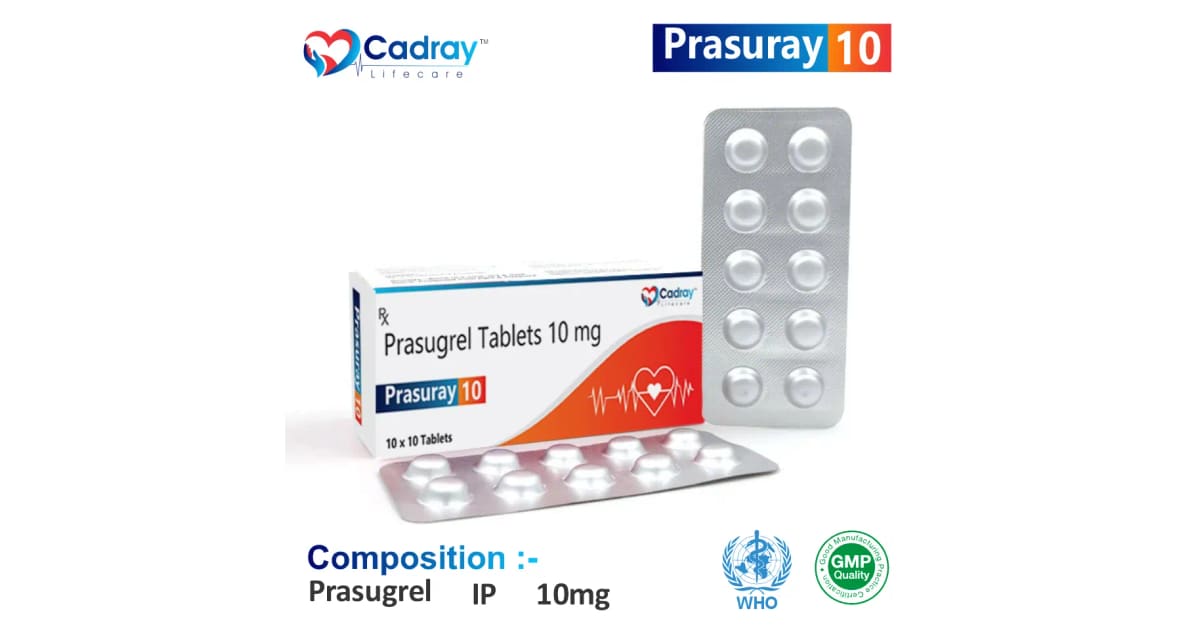 Cadray™
Lifecare
Prasuray 10
Cadray™
Lifecare
Rx
Prasugrel Tablets 10 mg
Prasuray 10
Prasuray 10
10 x 10 Tablets
Composition :-
Prasugrel IP 10mg
WHO
Good Manufacturing Practice Certification
GMP
Quality